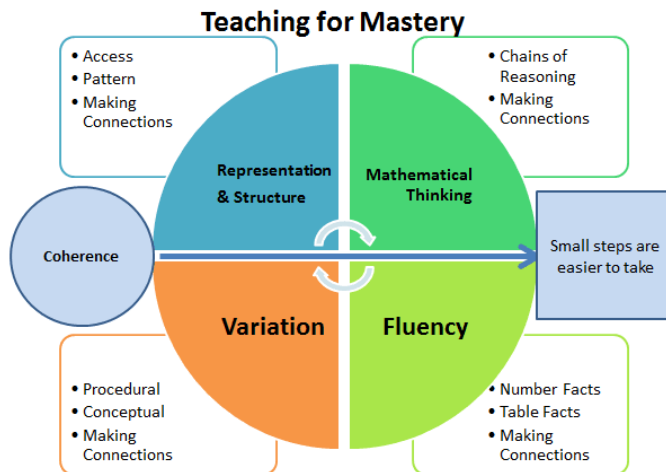 Teaching for Mastery
• Access
• Pattern
• Making
Connections
• Chains of
Reasoning
• Making
Connections
Representation
& Structure
Mathematical
Thinking
Coherence
Small steps are
easier to take
Variation
Fluency
• Procedural
• Conceptual
• Making
Connections
• Number Facts
• Table Facts
• Making
Connections